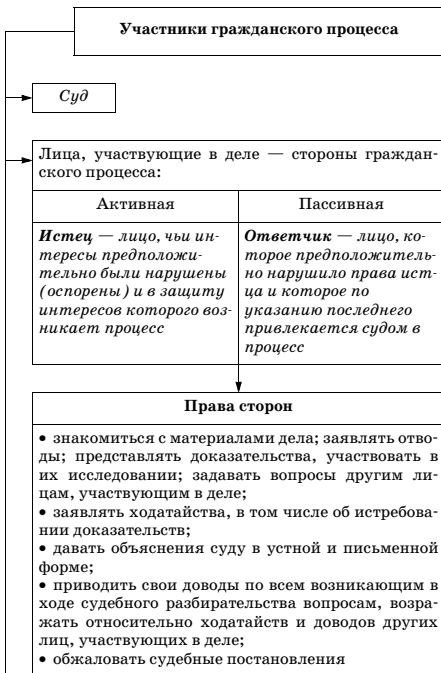 Участники гражданского процесса
Суд
Лица, участвующие в деле — стороны граждан-
ского процесса:
Активная
Пассивная
Истец — лицо, чьи ин-
тересы предположи-
тельно были нарушены
(оспорены) и в защиту
интересов которого воз-
никает процесс
Ответчик — лицо, ко-
торое предположитель-
но нарушило права ист-
ца и которое по
указанию последнего
привлекается судом в
процесс
Права сторон
• знакомиться с материалами дела; заявлять отво-
ды; представлять доказательства, участвовать в
их исследовании; задавать вопросы другим ли-
цам, участвующим в деле;
• заявлять ходатайства, в том числе об истребова-
нии доказательств;
• давать объяснения суду в устной и письменной
форме;
• приводить свои доводы по всем возникающим в
ходе судебного разбирательства вопросам, возра-
жать относительно ходатайств и доводов других
лиц, участвующих в деле;
• обжаловать судебные постановления